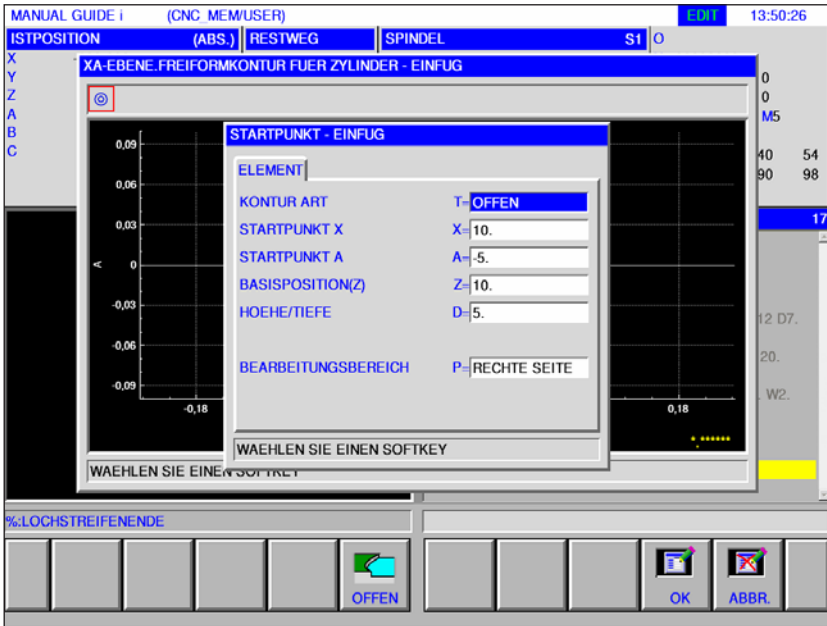 MANUAL GUIDE i (CNC_MEM/USER) EDIT 13:50:26
ISTPOSITION (ABS.) RESTWEG SPINDEL S1 O
X
Y 0
Z 0
A M5
B
C 40 54
90 98
17
XA-EBENE.FREIFORMKONTUR FUER ZYLINDER - EINFUG
0,09
0,06
0,03
0
-0,03
-0,06
-0,09
A
-0,18
0,18
*.******
STARTPUNKT - EINFUG
ELEMENT
KONTUR ART T= OFFEN
STARTPUNKT X X= 10.
STARTPUNKT A A= -5.
BASISPOSITION(Z) Z= 10.
HOEHE/TIEFE D= 5.
BEARBEITUNGSBEREICH P= RECHTE SEITE
WAEHLEN SIE EINEN SOFTKEY
12 D7.
20.
. W2.
WAEHLEN SIE EINEN SOFTKEY
%:LOCHSTREIFENENDE
OFFEN OK ABBR.